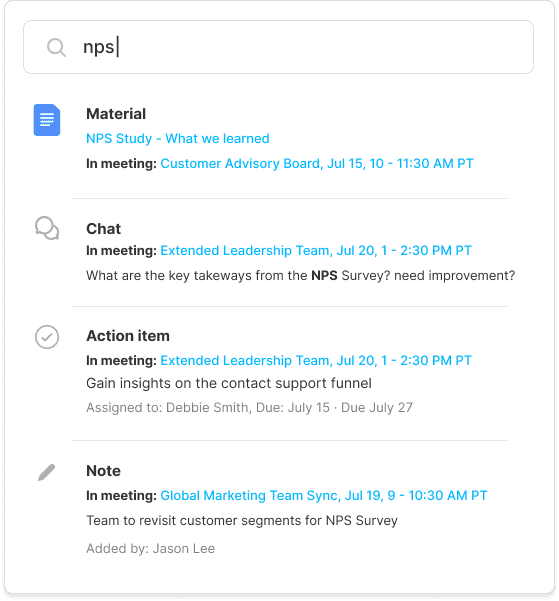 nps
Material
NPS Study - What we learned
In meeting: Customer Advisory Board, Jul 15, 10 - 11:30 AM PT
Chat
In meeting: Extended Leadership Team, Jul 20, 1 - 2:30 PM PT
What are the key takeways from the NPS Survey? need improvement?
Action item
In meeting: Extended Leadership Team, Jul 20, 1 - 2:30 PM PT
Gain insights on the contact support funnel
Assigned to: Debbie Smith, Due: July 15 · Due July 27
Note
In meeting: Global Marketing Team Sync, Jul 19, 9 - 10:30 AM PT
Team to revisit customer segments for NPS Survey
Added by: Jason Lee